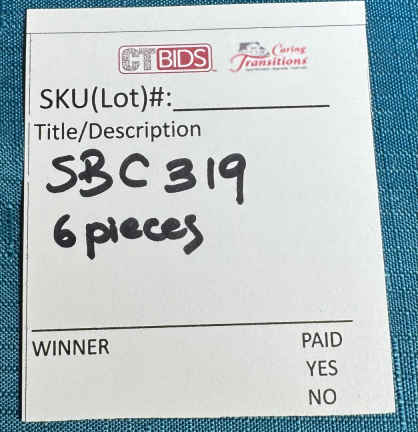 CTBIDS Caring Transitions
SKU(Lot)#:
Title/Description
SBC 319
6 pieces
WINNER PAID
YES
NO